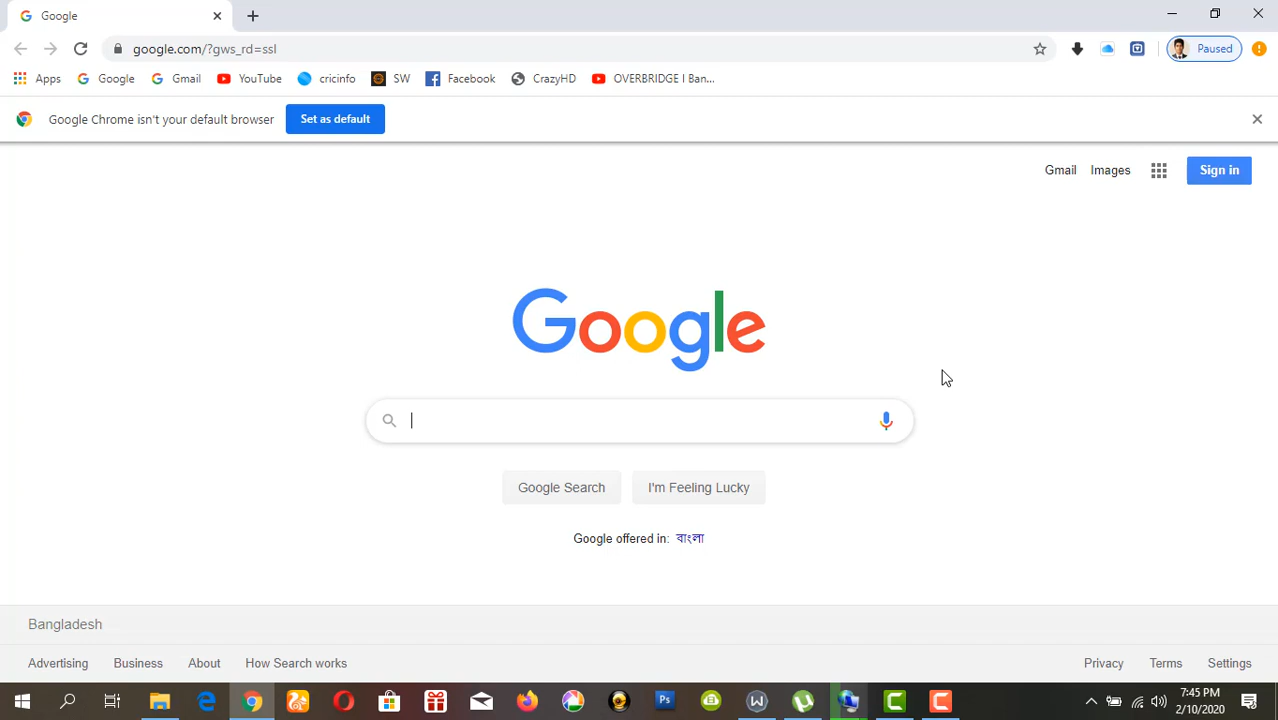 Google
google.com/?gws_rd=ssl
Paused
Apps Google Gmail YouTube cricinfo SW Facebook CrazyHD OVERBRIDGE I Ban...
Google Chrome isn't your default browser Set as default
Gmail Images Sign in
Google
Google Search I'm Feeling Lucky
Google offered in: বাংলা
Bangladesh
Advertising Business About How Search works Privacy Terms Settings
7:45 PM
2/10/2020